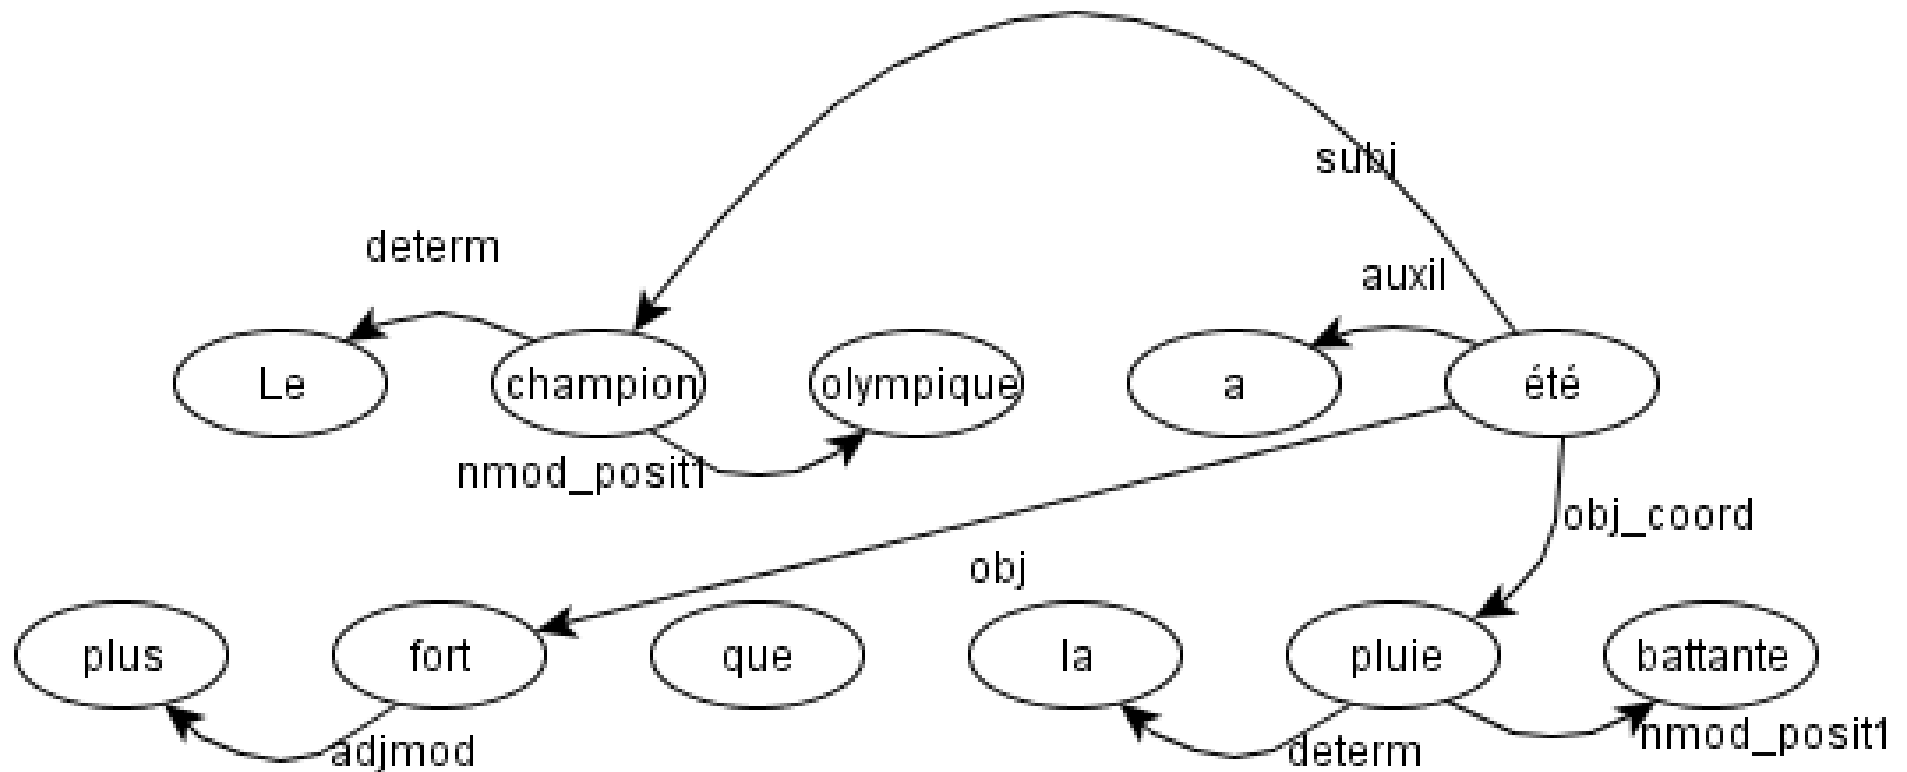 subj
determ
auxil
Le champion olympique a été
nmod_posit1
obj_coord
obj
plus fort que la pluie battante
adjmod determ nmod_posit1